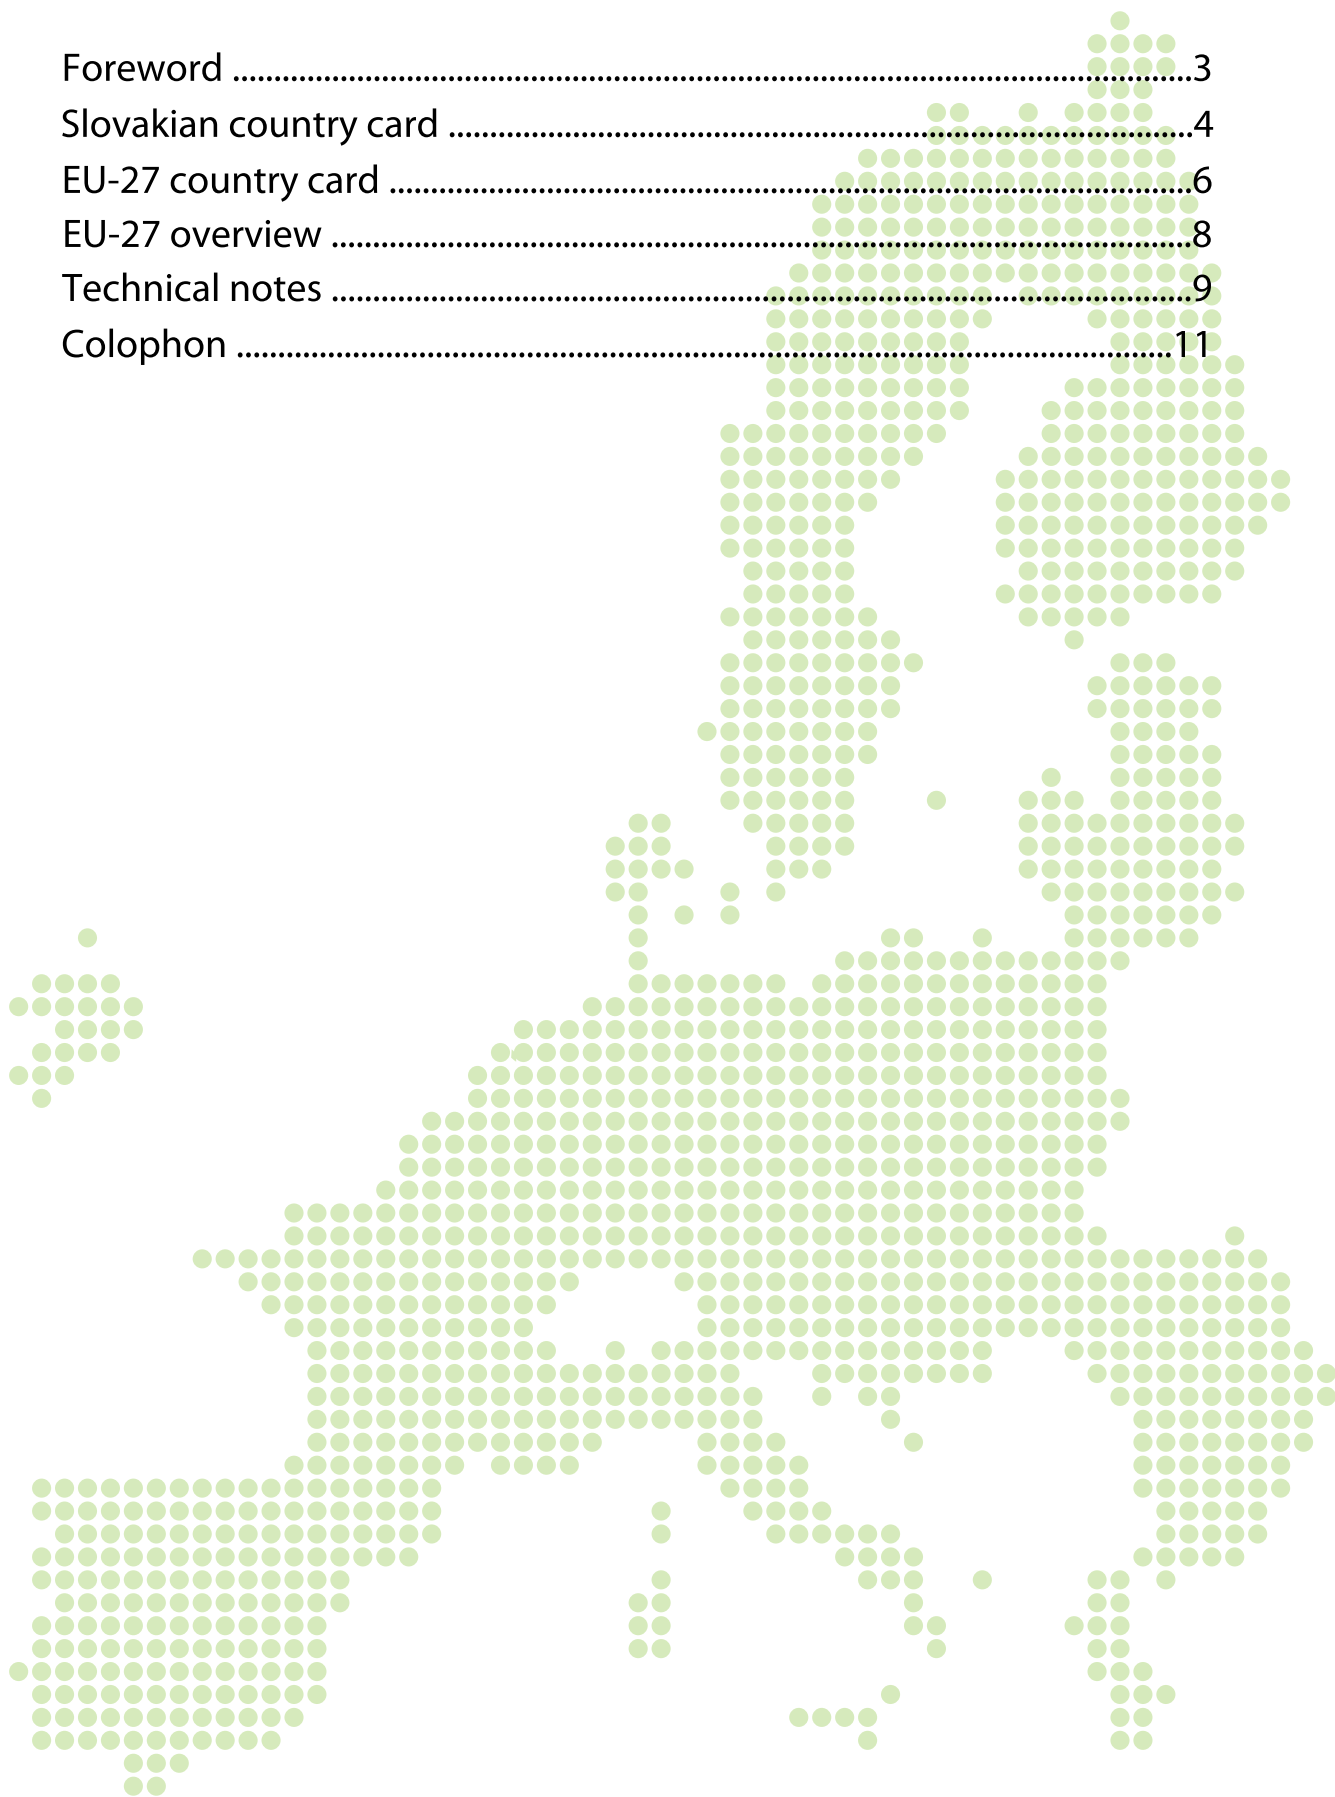 Foreword ........................................................................................................................3
Slovakian country card .............................................................................................4
EU-27 country card ....................................................................................................6
EU-27 overview ...........................................................................................................8
Technical notes ...........................................................................................................9
Colophon ....................................................................................................................11